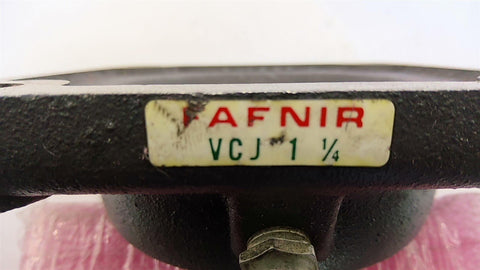 FAFNIR
VCJ 1 ¼